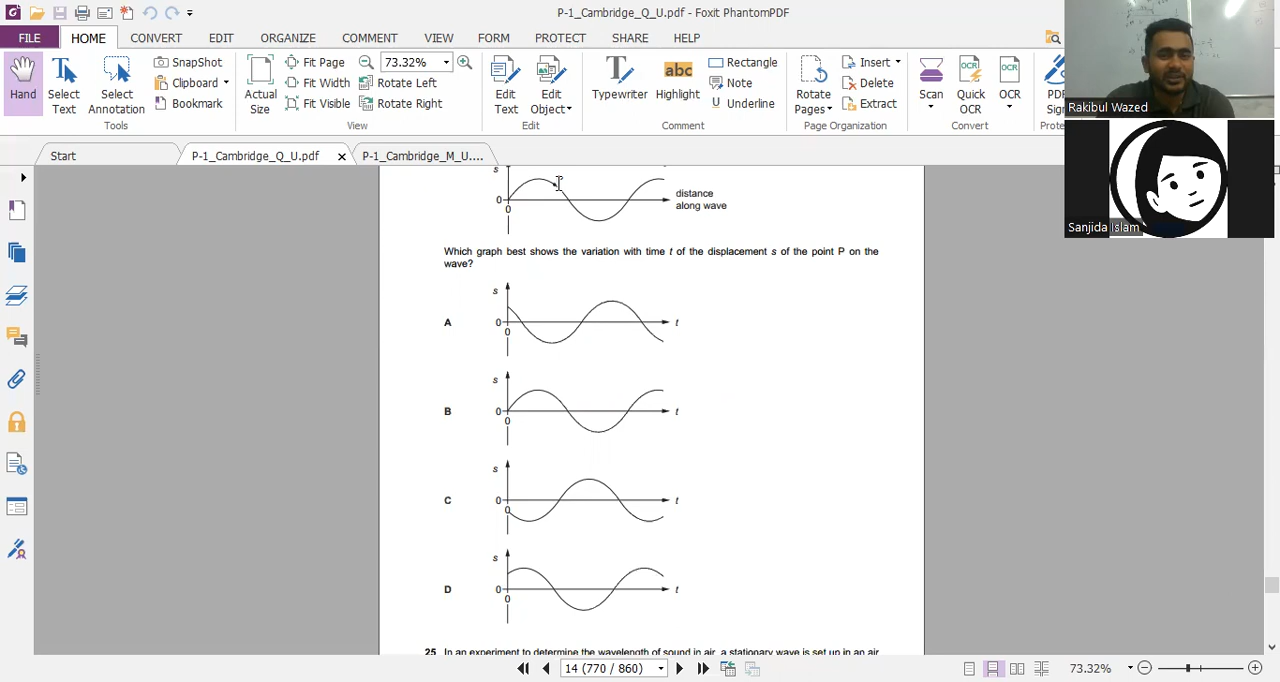 P-1_Cambridge_Q_U.pdf - Foxit PhantomPDF
FILE HOME CONVERT EDIT ORGANIZE COMMENT VIEW FORM PROTECT SHARE HELP
Hand
Select Text
Select Annotation
SnapShot
Clipboard
Bookmark
Tools
Actual Size
Fit Page
Fit Width
Fit Visible
73.32%
Rotate Left
Rotate Right
View
Edit Text
Edit Object
Edit
Typewriter
abc
Highlight
Rectangle
Note
Underline
Comment
Rotate Pages
Insert
Delete
Extract
Page Organization
Scan
OCR
Quick OCR
OCR
OCR
Convert
PDF
Sign
Rakibul Wazed
Sanjida Islam
Start
P-1_Cambridge_Q_U.pdf
P-1_Cambridge_M_U....
s
0
0
distance
along wave
Which graph best shows the variation with time t of the displacement s of the point P on the
wave?
s
A 0 t
0
s
B 0 t
0
s
C 0 t
0
s
D 0 t
0
25 In an experiment to determine the wavelength of sound in air, a stationary wave is set up in an air
14 (770 / 860)
73.32%